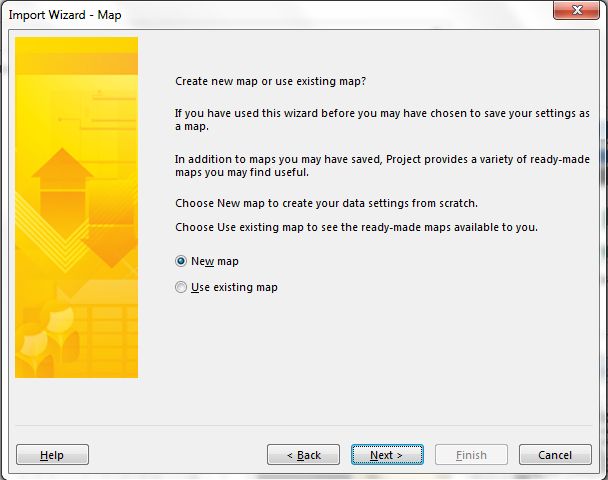 Import Wizard - Map
Create new map or use existing map?
If you have used this wizard before you may have chosen to save your settings as
a map.
In addition to maps you may have saved, Project provides a variety of ready-made
maps you may find useful.
Choose New map to create your data settings from scratch.
Choose Use existing map to see the ready-made maps available to you.
New map
Use existing map
Help
< Back
Next >
Finish
Cancel